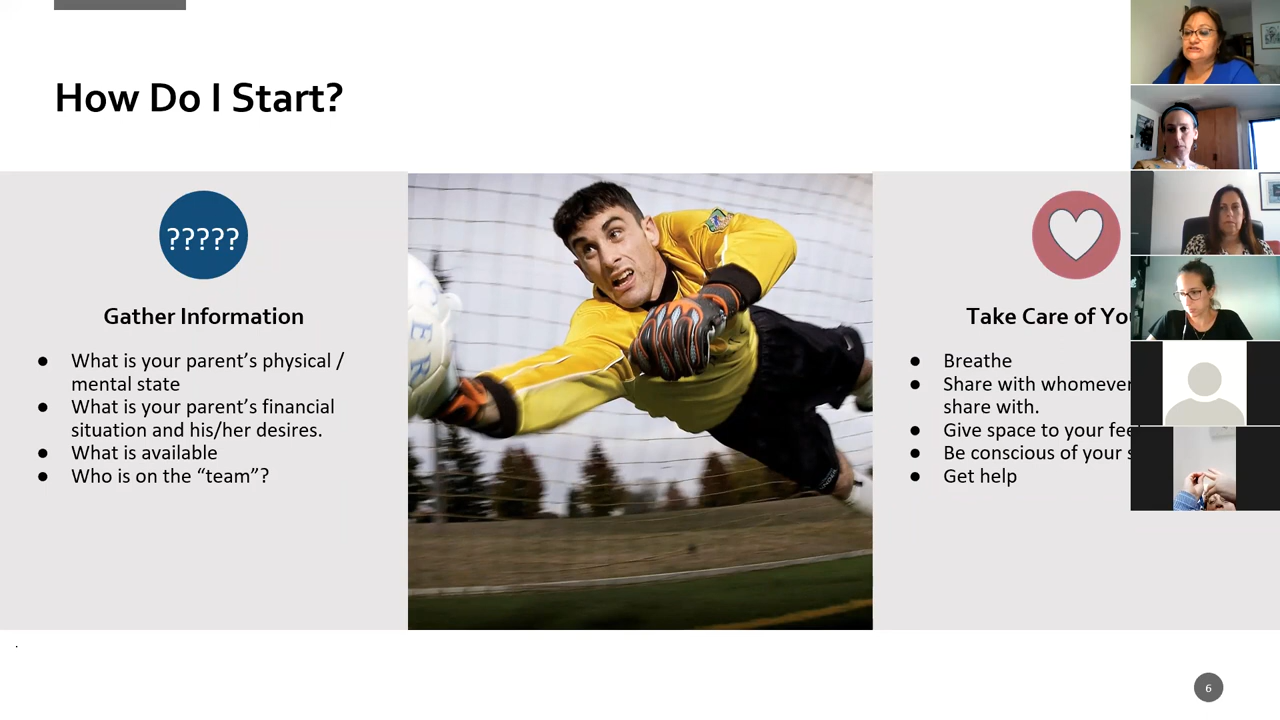 How Do I Start?
?????
Gather Information
● What is your parent’s physical /
mental state
● What is your parent’s financial
situation and his/her desires.
● What is available
● Who is on the “team”?
ER
Take Care of
● Breathe
● Share with whomever
share with.
● Give space to your
● Be conscious of your
● Get help
6